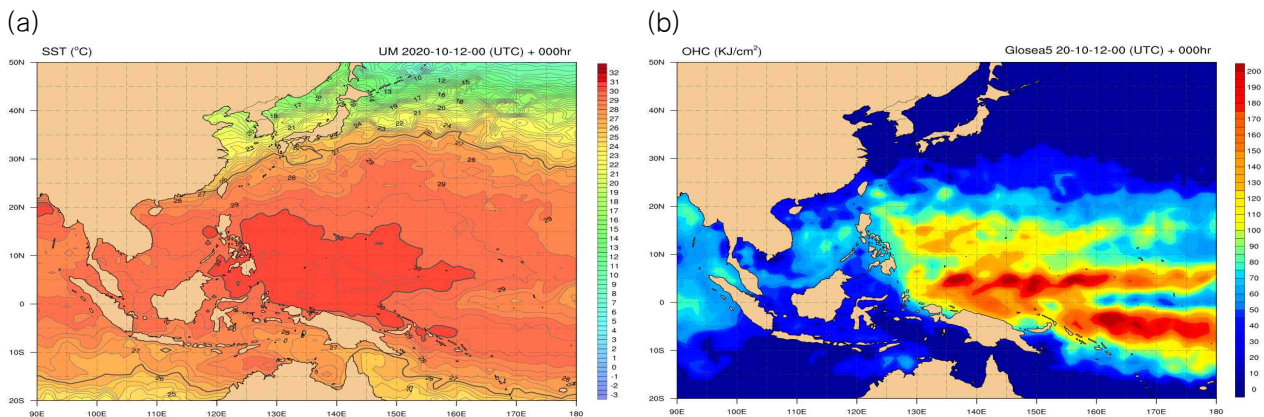 (a)
SST (°C)
UM 2020-10-12-00 (UTC) + 000hr
50N
40N
30N
20N
10N
0
10S
20S
90E
100E
110E
120E
130E
140E
150E
160E
170E
180
32
31
30
29
28
27
26
25
24
23
22
21
20
19
18
17
16
15
14
13
12
11
10
9
8
7
6
5
4
3
2
1
0
-1
-2
-3
(b)
OHC (KJ/cm²)
Glosea5 20-10-12-00 (UTC) + 000hr
50N
40N
30N
20N
10N
0
10S
20S
90E
100E
110E
120E
130E
140E
150E
160E
170E
180
200
190
180
170
160
150
140
130
120
110
100
90
80
70
60
50
40
30
20
10
0